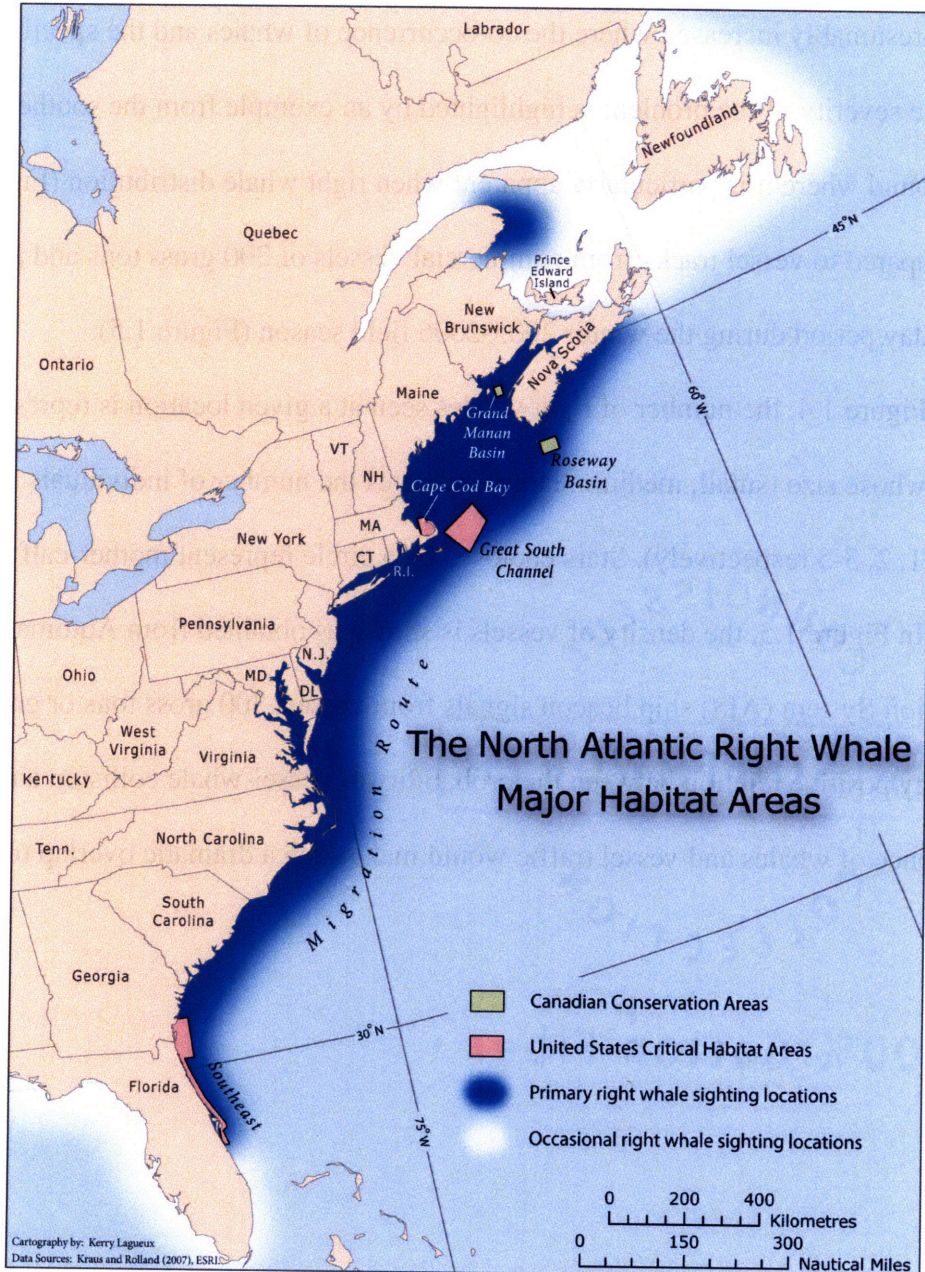 Labrador
Newfoundland
45°N
Quebec
Prince
Edward
Island
New
Brunswick
Nova Scotia
Ontario
Maine
60°W
Grand
Manan
Basin
VT
NH
Roseway
Basin
Cape Cod Bay
MA
New York
CT
R.I.
Great South
Channel
Pennsylvania
N.J.
MD
DL
Ohio
West
Virginia
Virginia
Kentucky
Migration Route
The North Atlantic Right Whale
Major Habitat Areas
North Carolina
Tenn.
South
Carolina
Georgia
Canadian Conservation Areas
30°N
United States Critical Habitat Areas
Florida
Southeast
Primary right whale sighting locations
75°W
Occasional right whale sighting locations
0 200 400
Kilometres
0 150 300
Nautical Miles
Cartography by: Kerry Lagueux
Data Sources: Kraus and Rolland (2007), ESRI.